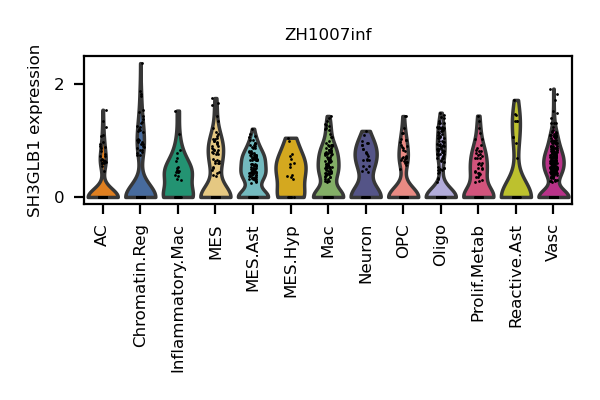 ZH1007inf
SH3GLB1 expression
2
0
AC
Chromatin.Reg
Inflammatory.Mac
MES
MES.Ast
MES.Hyp
Mac
Neuron
OPC
Oligo
Prolif.Metab
Reactive.Ast
Vasc